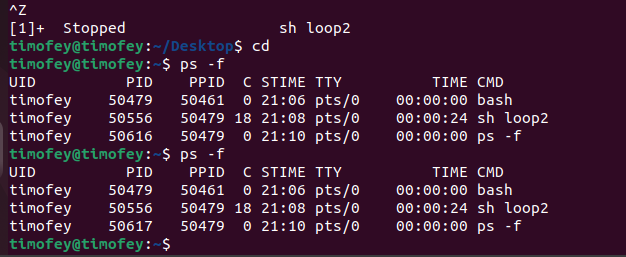 ^Z
[1]+  Stopped                 sh loop2
timofey@timofey:~/Desktop$ cd
timofey@timofey:~$ ps -f
UID          PID    PPID  C STIME TTY          TIME CMD
timofey    50479   50461  0 21:06 pts/0    00:00:00 bash
timofey    50556   50479 18 21:08 pts/0    00:00:24 sh loop2
timofey    50616   50479  0 21:10 pts/0    00:00:00 ps -f
timofey@timofey:~$ ps -f
UID          PID    PPID  C STIME TTY          TIME CMD
timofey    50479   50461  0 21:06 pts/0    00:00:00 bash
timofey    50556   50479 18 21:08 pts/0    00:00:24 sh loop2
timofey    50617   50479  0 21:10 pts/0    00:00:00 ps -f
timofey@timofey:~$